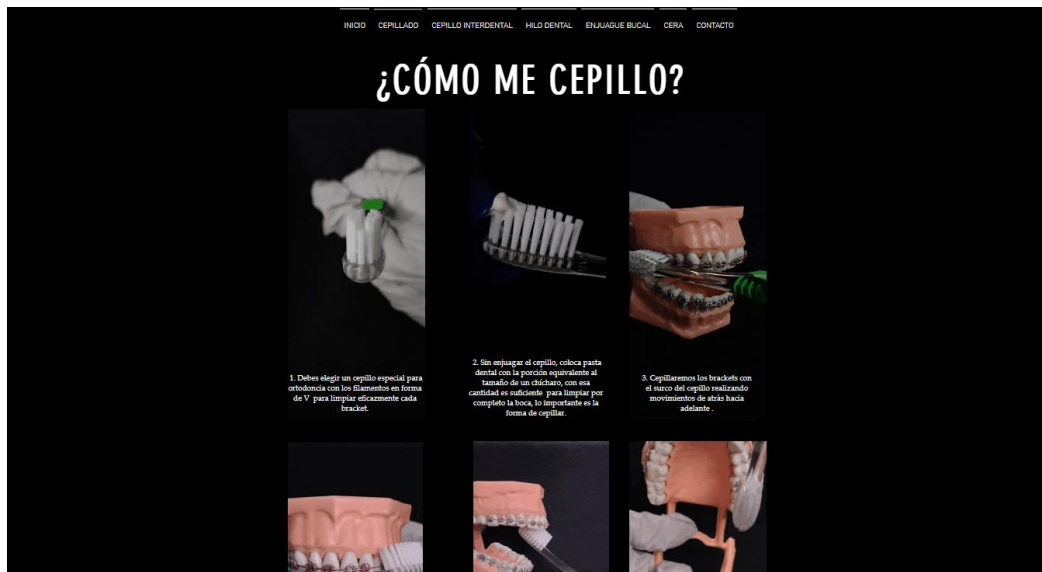 INICIO CEPILLADO CEPILLO INTERDENTAL HILO DENTAL ENJUAGUE BUCAL CERA CONTACTO
¿CÓMO ME CEPILLO?
1. Debes elegir un cepillo especial para
ortodoncia con los filamentos en forma
de V para limpiar eficazmente cada
bracket.
2. Sin enjuagar el cepillo, coloca pasta
dental con la porción equivalente al
tamaño de un chícharo, con esa
cantidad es suficiente para limpiar por
completo la boca, lo importante es la
forma de cepillar.
3. Cepillaremos los brackets con
el surco del cepillo realizando
movimientos de atrás hacia
adelante .